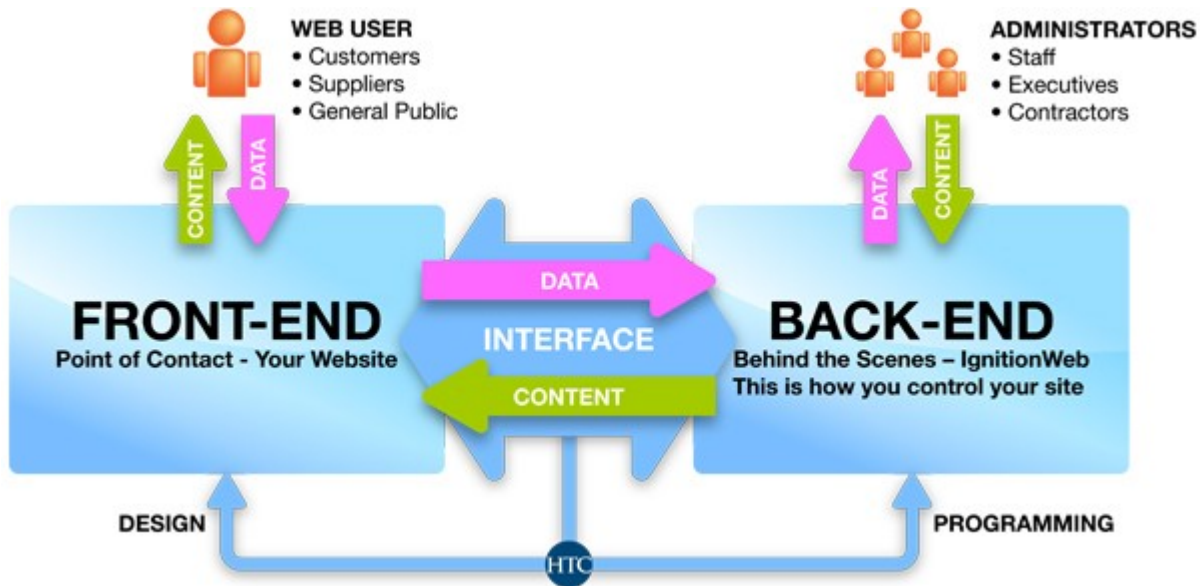 WEB USER
• Customers
• Suppliers
• General Public
ADMINISTRATORS
• Staff
• Executives
• Contractors
CONTENT
DATA
DATA
CONTENT
FRONT-END
Point of Contact - Your Website
DATA
INTERFACE
CONTENT
BACK-END
Behind the Scenes – IgnitionWeb
This is how you control your site
DESIGN
PROGRAMMING
HTC